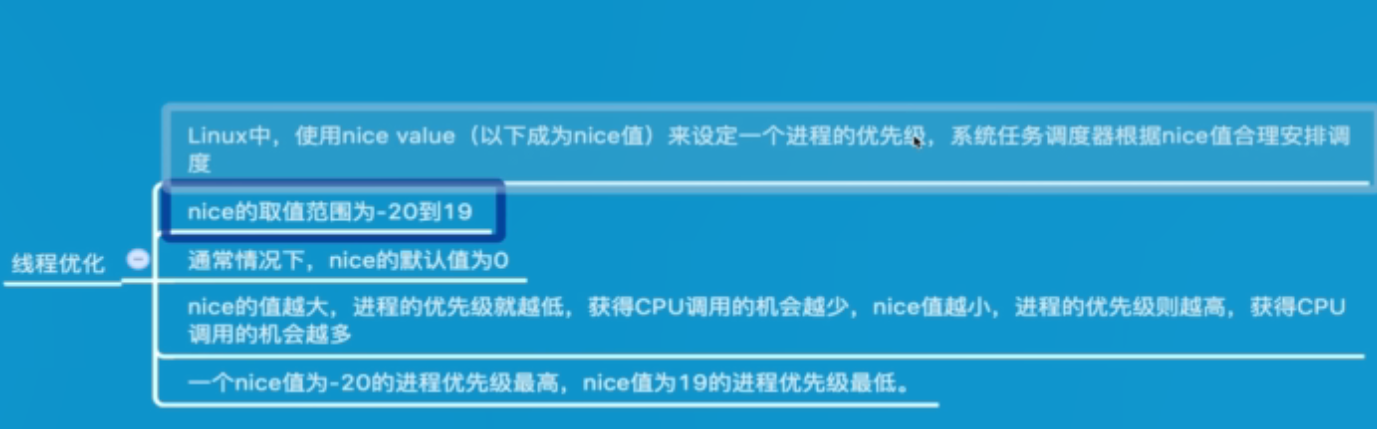 Linux中，使用nice value（以下成为nice值）来设定一个进程的优先级，系统任务调度器根据nice值合理安排调
度
nice的取值范围为-20到19
线程优化
通常情况下，nice的默认值为0
nice的值越大，进程的优先级就越低，获得CPU调用的机会越少，nice值越小，进程的优先级则越高，获得CPU
调用的机会越多
一个nice值为-20的进程优先级最高，nice值为19的进程优先级最低。